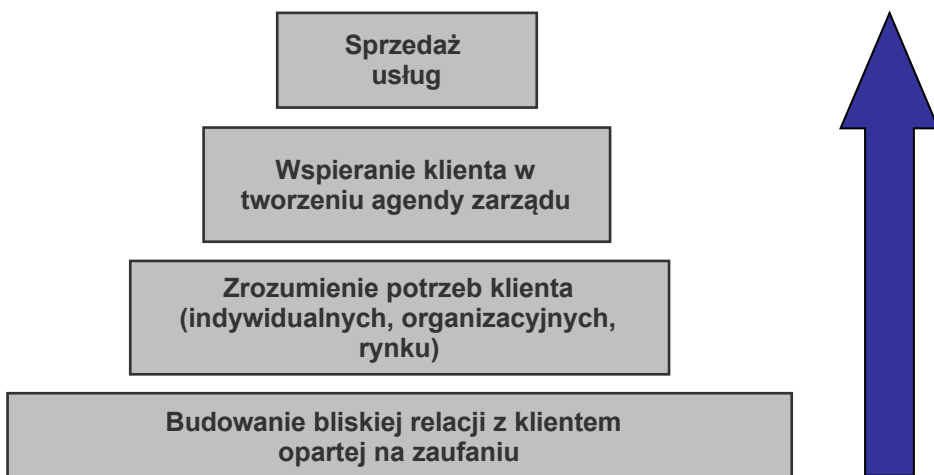 Sprzedaż
usług
Wspieranie klienta w
tworzeniu agendy zarządu
Zrozumienie potrzeb klienta
(indywidualnych, organizacyjnych,
rynku)
Budowanie bliskiej relacji z klientem
opartej na zaufaniu